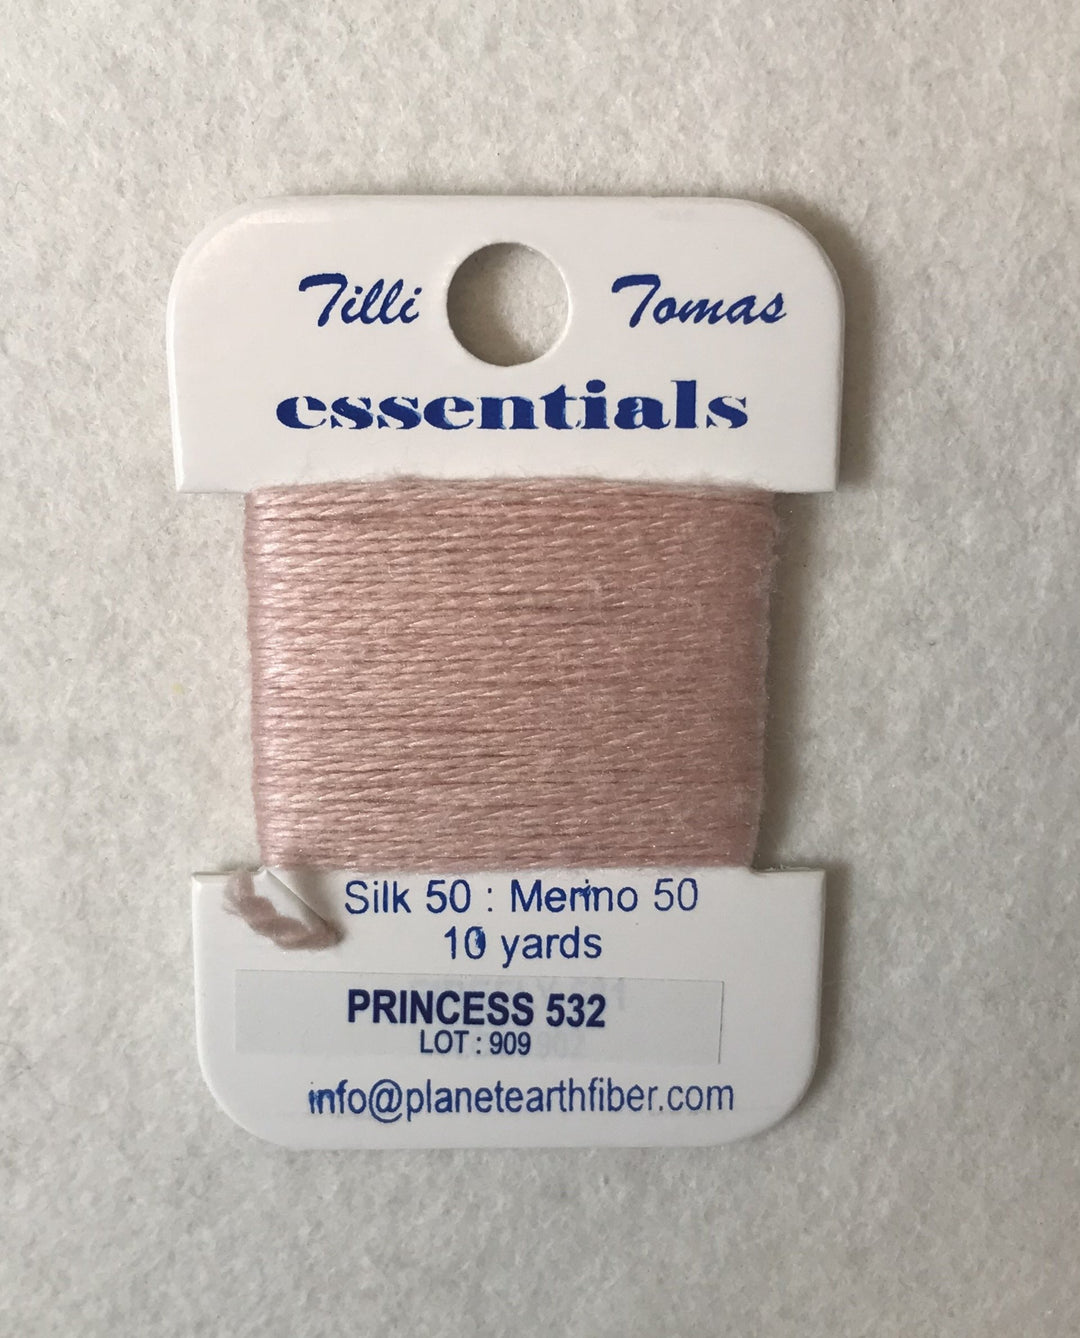 Tilli Tomas
essentials
Silk 50 : Merino 50
10 yards
PRINCESS 532
LOT : 909
info@planetearthfiber.com